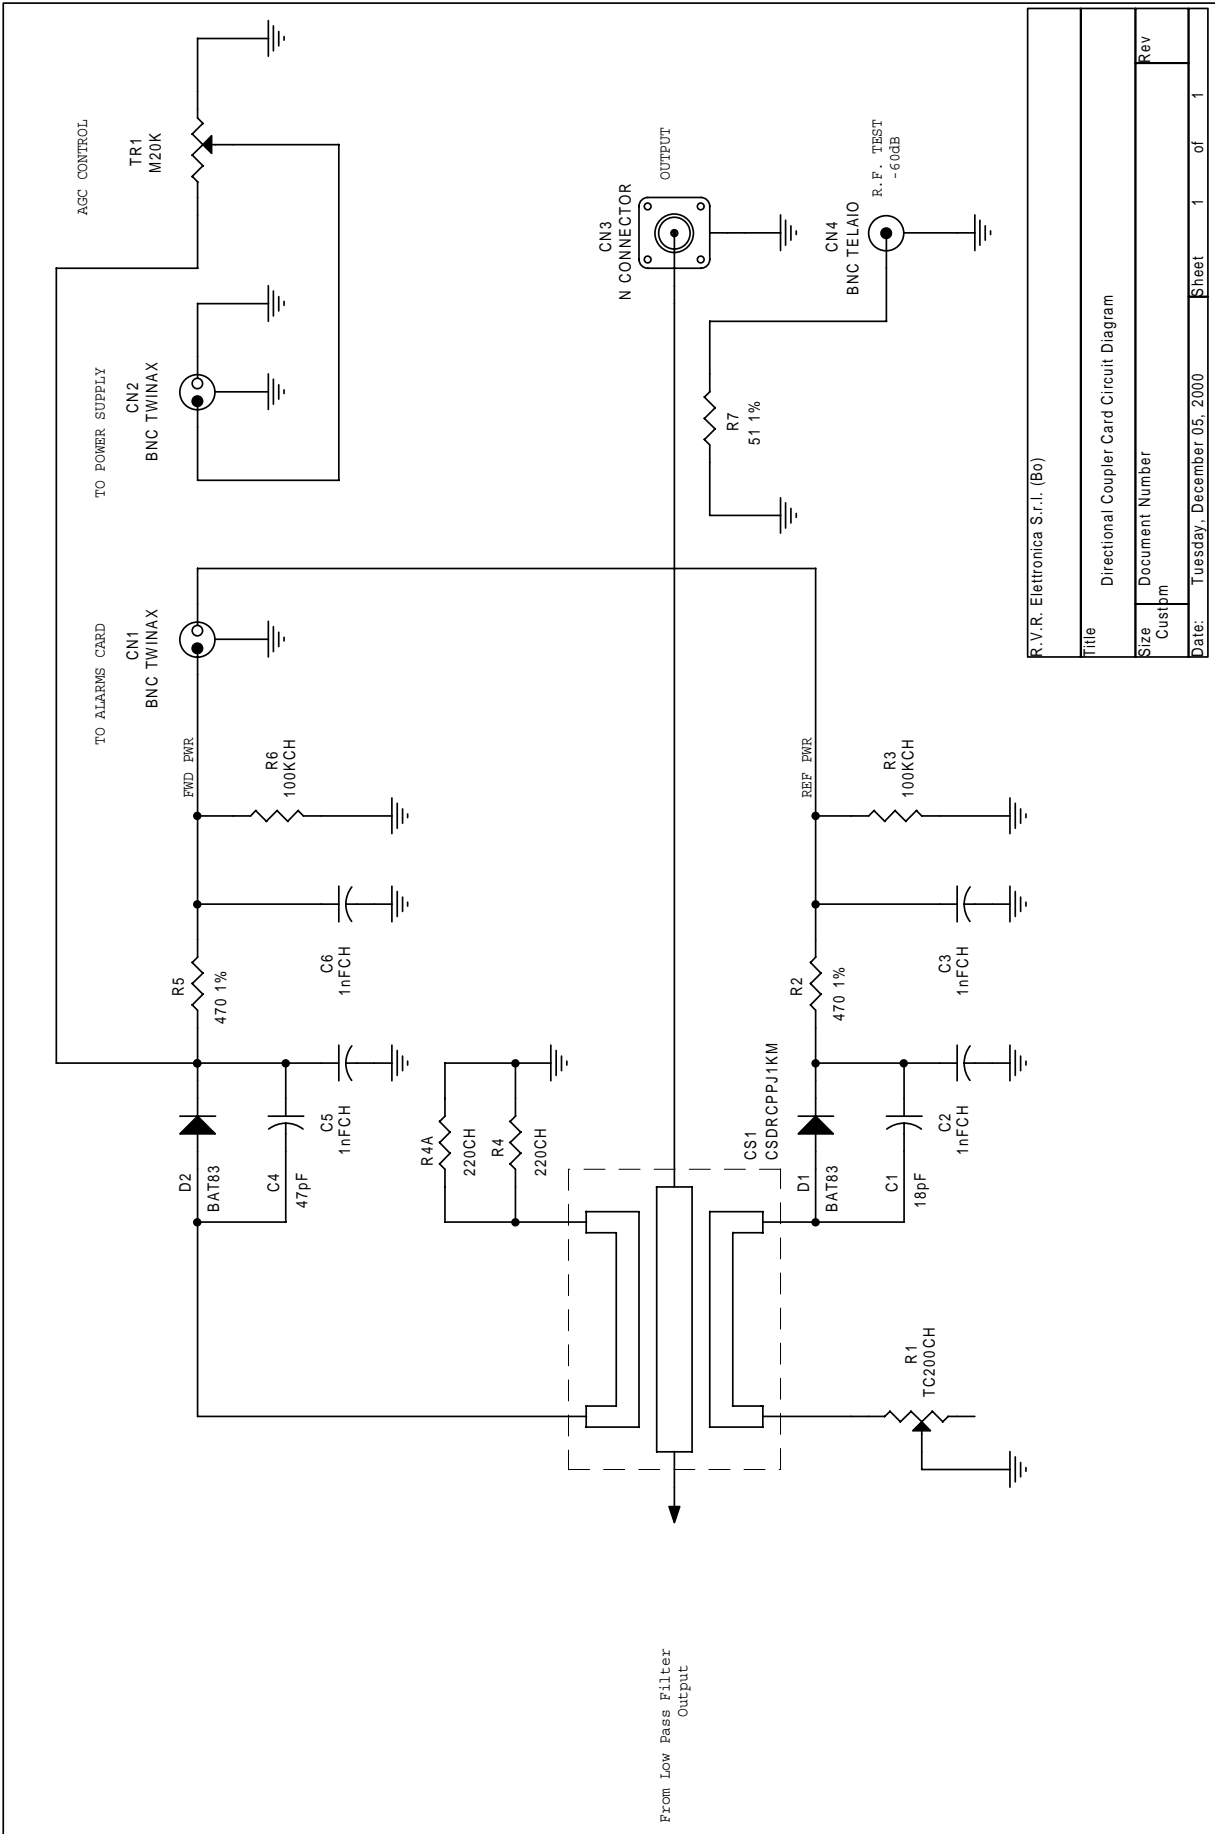 AGC CONTROL
TR1
M20K
TO POWER SUPPLY
CN2
BNC TWINAX
TO ALARMS CARD
CN1
BNC TWINAX
FWD PWR
R6
100KCH
C6
1nFCH
R5
470 1%
C5
1nFCH
D2
BAT83
C4
47pF
R4A
220CH
R4
220CH
CN3
N CONNECTOR
OUTPUT
CN4
BNC TELAIO
R.F. TEST
-60dB
R7
51 1%
REF PWR
R3
100KCH
C3
1nFCH
R2
470 1%
C2
1nFCH
CS1
CSDRCPPJ1KM
D1
BAT83
C1
18pF
R1
TC200CH
From Low Pass Filter
Output
R.V.R. Elettronica S.r.l. (Bo)
Title
Directional Coupler Card Circuit Diagram
Size Document Number Rev
Custom
Date: Tuesday, December 05, 2000 Sheet 1 of 1